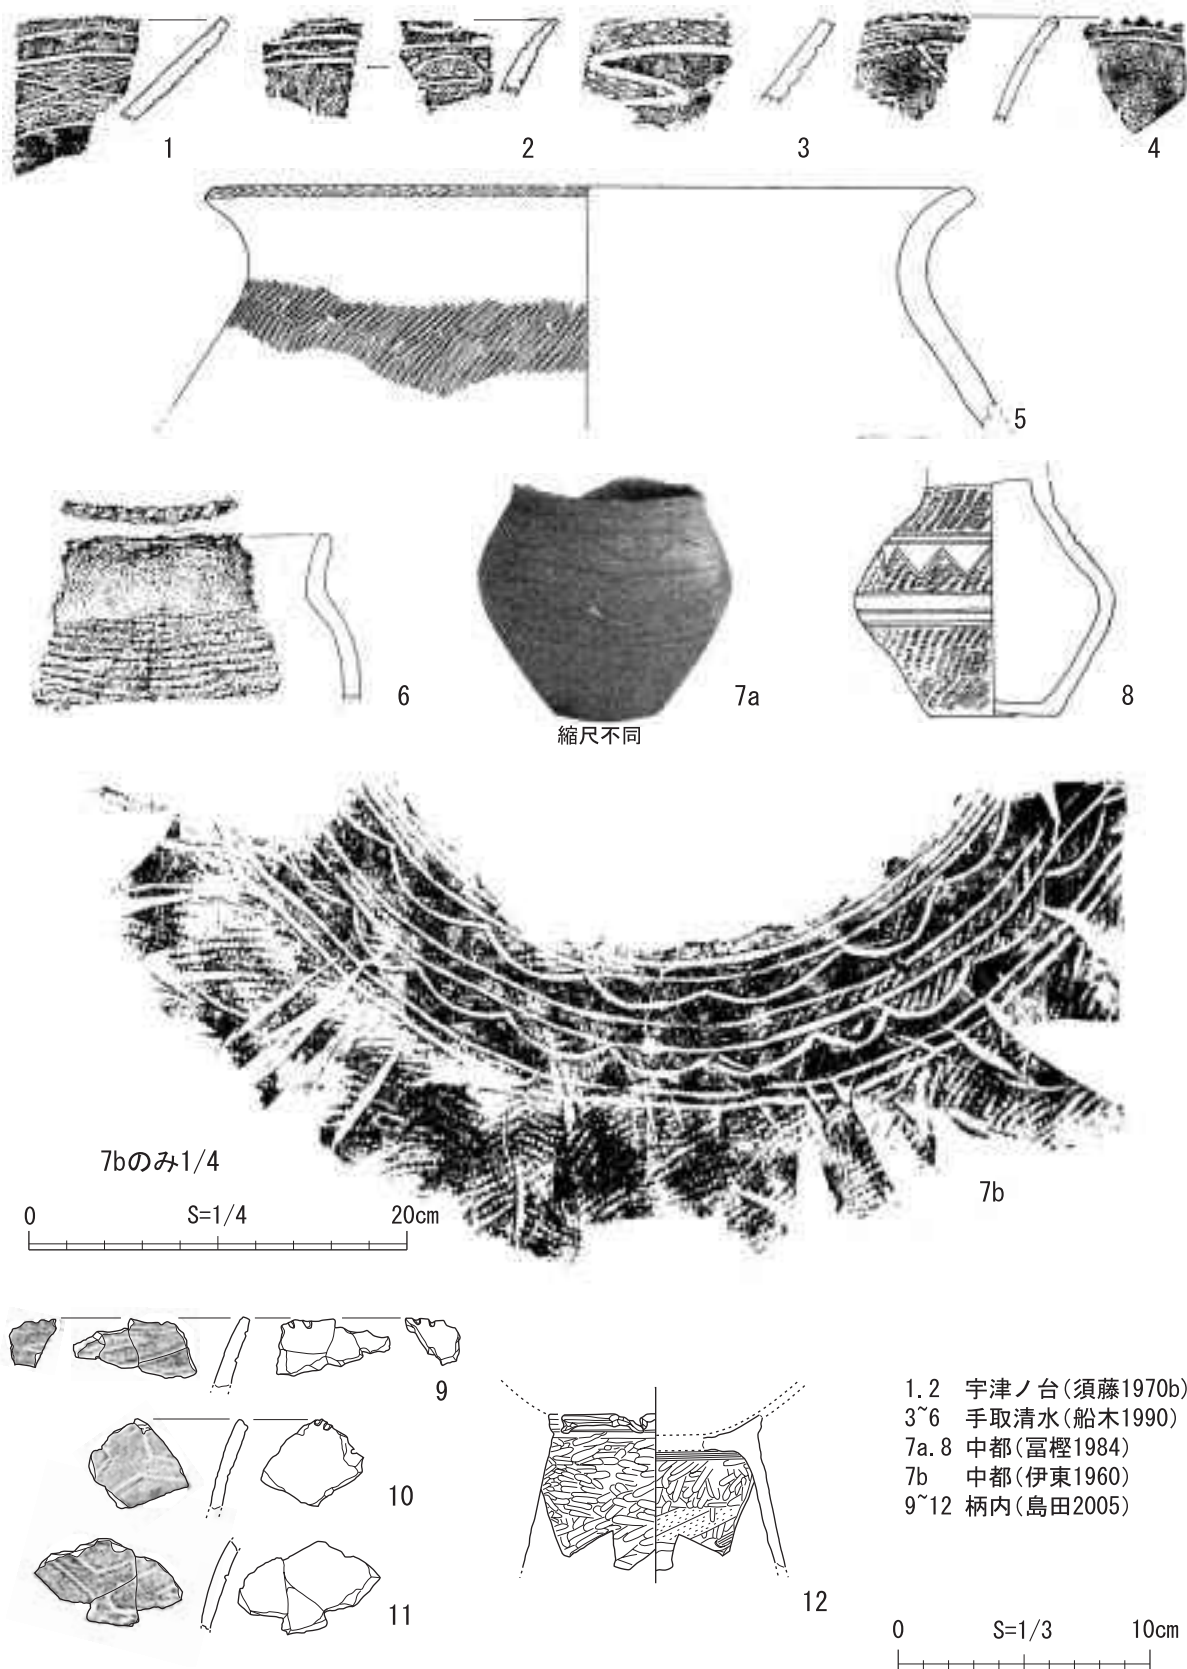 1
2
3
4
5
6
7a
8
縮尺不同
7bのみ1/4
7b
0 S=1/4 20cm
9
10
11
12
1.2 宇津ノ台(須藤1970b)
3~6 手取清水(船木1990)
7a.8 中都(冨樫1984)
7b 中都(伊東1960)
9~12 柄内(島田2005)
0 S=1/3 10cm